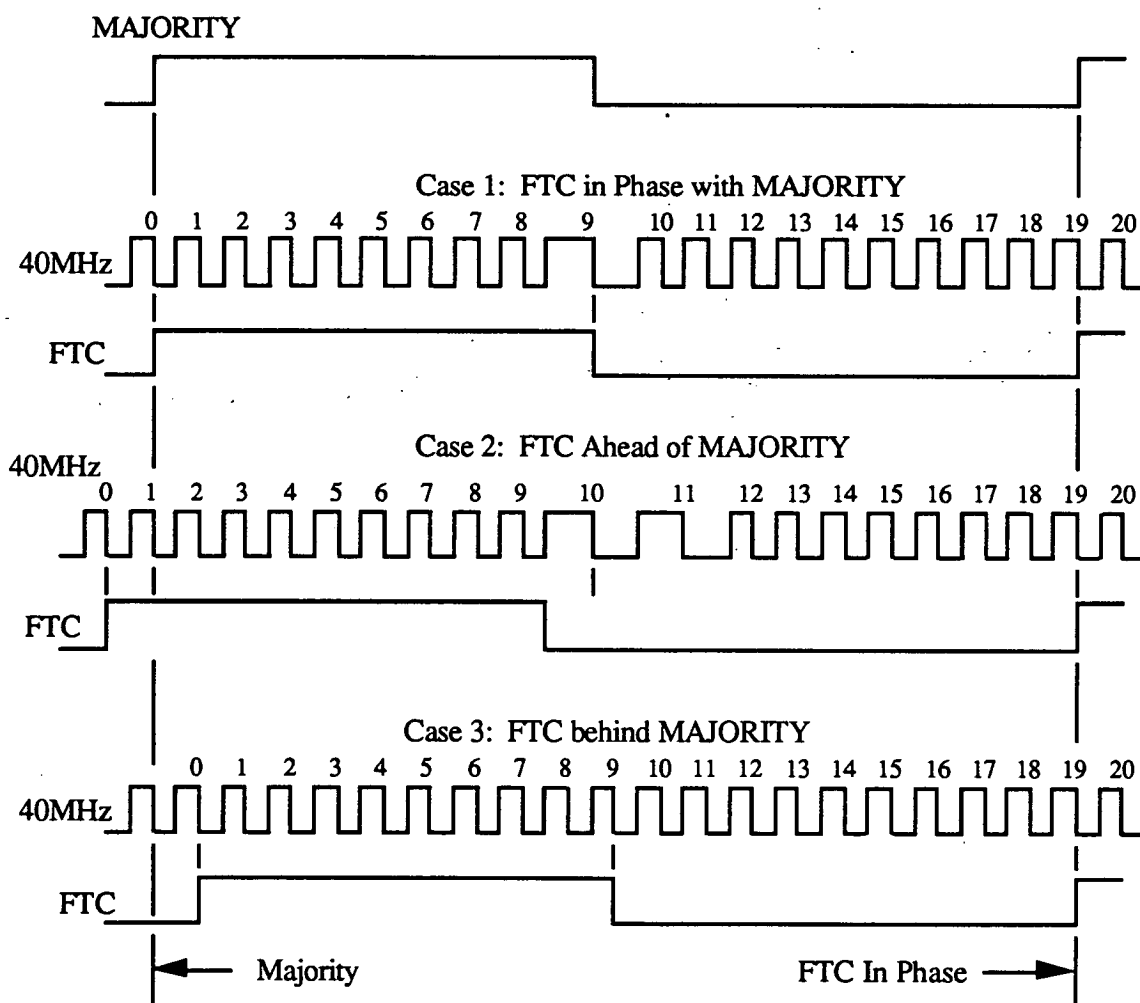 MAJORITY
Case 1: FTC in Phase with MAJORITY
0 1 2 3 4 5 6 7 8 9 10 11 12 13 14 15 16 17 18 19 20
40MHz
FTC
Case 2: FTC Ahead of MAJORITY
40MHz
0 1 2 3 4 5 6 7 8 9 10 11 12 13 14 15 16 17 18 19 20
FTC
Case 3: FTC behind MAJORITY
0 1 2 3 4 5 6 7 8 9 10 11 12 13 14 15 16 17 18 19 20
40MHz
FTC
Majority FTC In Phase